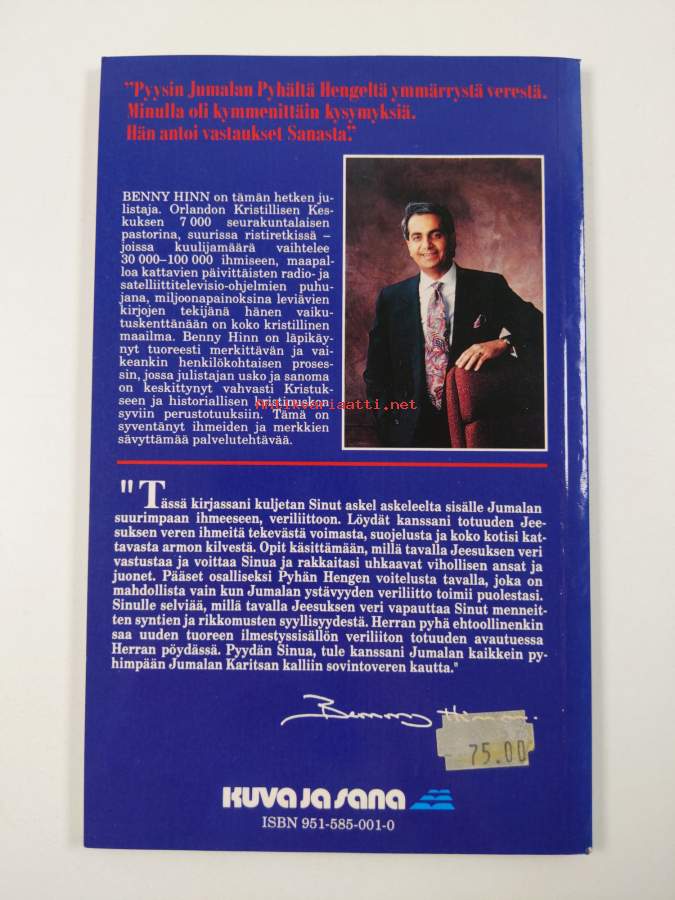 "Pyysin Jumalan Pyhältä Hengeltä ymmärrystä verestä.
Minulla oli kymmenittäin kysymyksiä.
Hän antoi vastaukset Sanasta."
BENNY HINN on tämän hetken ju-
listaja. Orlandon Kristillisen Kes-
kuksen 7 000 seurakuntalaisen
pastorina, suurissa ristiretkissä –
joissa kuulijamäärä vaihtelee
30 000–100 000 ihmiseen, maapal-
loa kattavien päivittäisten radio- ja
satelliittitelevisio-ohjelmien puhu-
jana, miljoonapainoksina leviävien
kirjojen tekijänä hänen vaiku-
tuskenttänään on koko kristillinen
maailma. Benny Hinn on läpikäy-
nyt tuoreesti merkittävän ja vai-
keankin henkilökohtaisen proses-
sin, jossa julistajan usko ja sanoma
on keskittynyt vahvasti Kristuk-
seen ja historiallisen kristinuskon
syviin perustotuuksiin. Tämä on
syventänyt ihmeiden ja merkkien
sävyttämää palvelutehtävää.
Antikvariaatti.net
"Tässä kirjassani kuljetan Sinut askel askeleelta sisälle Jumalan
suurimpaan ihmeeseen, veriliittoon. Löydät kanssani totuuden Jee-
suksen veren ihmeitä tekevästä voimasta, suojelusta ja koko kotisi kat-
tavasta armon kilvestä. Opit käsittämään, millä tavalla Jeesuksen veri
vastustaa ja voittaa Sinua ja rakkaitasi uhkaavat vihollisen ansat ja
juonet. Pääset osalliseksi Pyhän Hengen voitelusta tavalla, joka on
mahdollista vain kun Jumalan ystävyyden veriliitto toimii puolestasi.
Sinulle selviää, millä tavalla Jeesuksen veri vapauttaa Sinut menneit-
ten syntien ja rikkomusten syyllisyydestä. Herran pyhä ehtoollinenkin
saa uuden tuoreen ilmestyssisällön veriliiton totuuden avautuessa
Herran pöydässä. Pyydän Sinua, tule kanssani Jumalan kaikkein py-
himpään Jumalan Karitsan kalliin sovintoveren kautta."
Benny Hinn.
75.00
KUVA JA SANA
ISBN 951-585-001-0